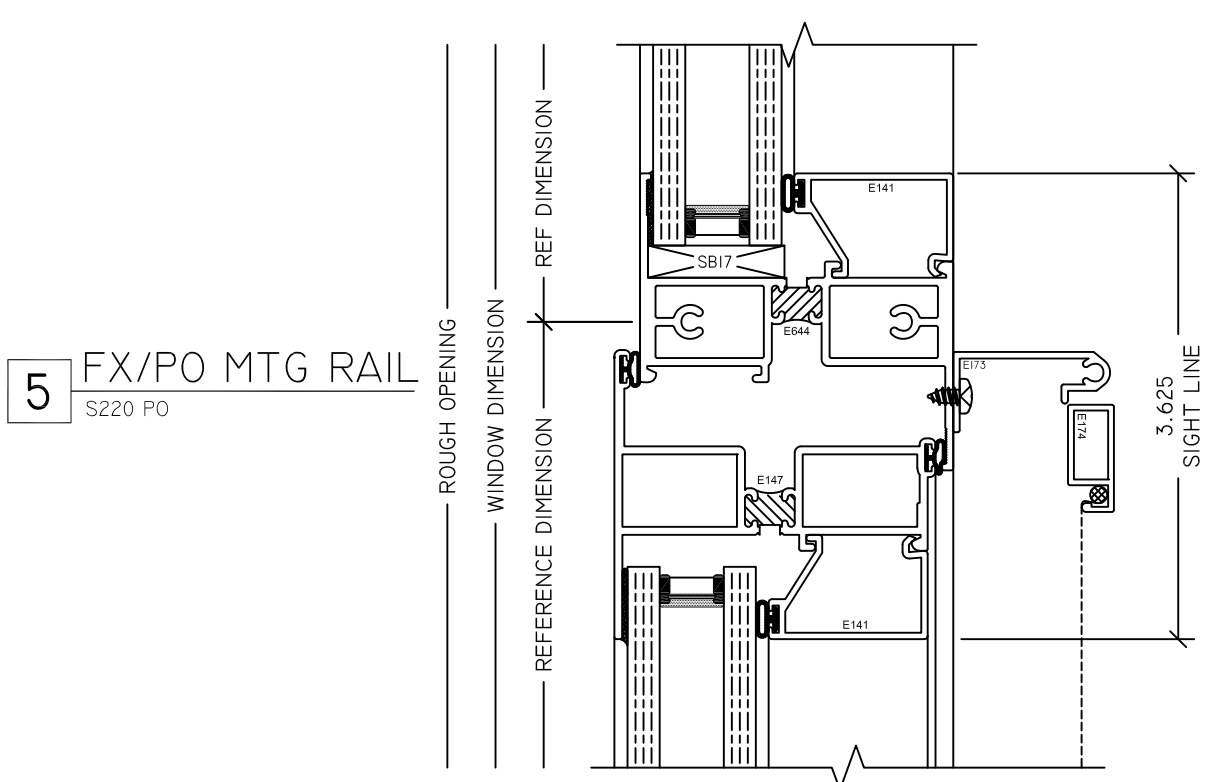 5
FX/PO MTG RAIL
S220 PO
ROUGH OPENING
WINDOW DIMENSION
REF DIMENSION
REFERENCE DIMENSION
E141
SB17
E644
E173
E174
E147
E141
3.625
SIGHT LINE